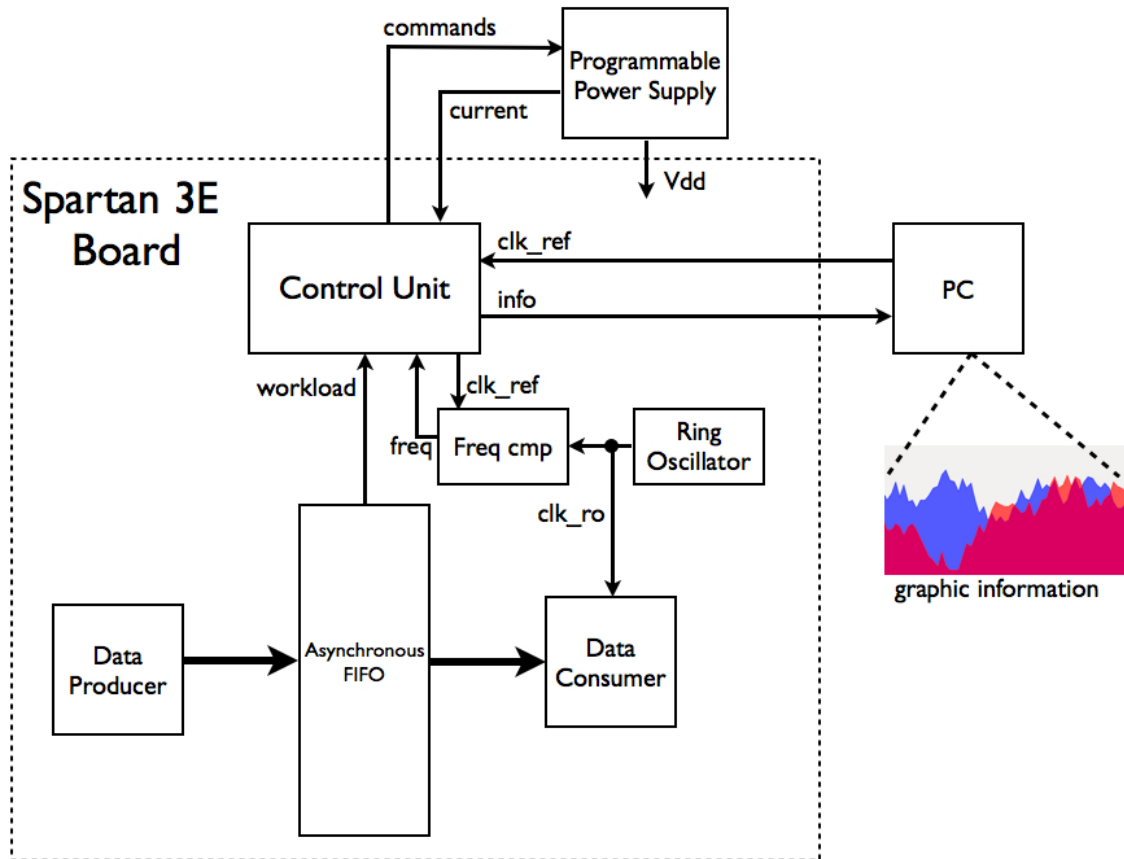 commands
Programmable
Power Supply
current
Vdd
Spartan 3E
Board
clk_ref
Control Unit
info
PC
workload
clk_ref
freq
Freq cmp
Ring
Oscillator
clk_ro
graphic information
Data
Producer
Asynchronous
FIFO
Data
Consumer